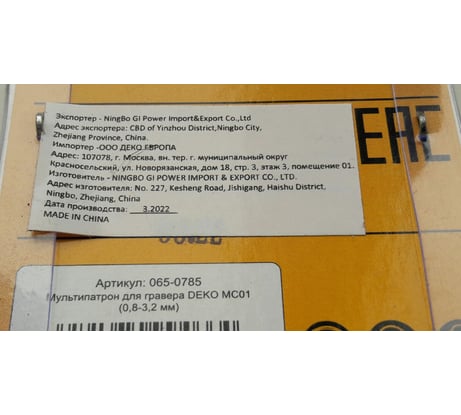 Экспортер - NingBo GI Power Import&Export Co.,Ltd
Адрес экспортера: CBD of Yinzhou District,Ningbo City,
Zhejiang Province, China.
Импортер -ООО ДЕКО ЕВРОПА
Адрес: 107078, г. Москва, вн. тер. г. муниципальный округ
Красносельский, ул. Новорязанская, дом 18, стр. 3, этаж 3, помещение 01.
Изготовитель - NINGBO GI POWER IMPORT & EXPORT CO., LTD.
Адрес изготовителя: No. 227, Kesheng Road, Jishigang, Haishu District,
Ningbo, Zhejiang, China
Дата производства: 3.2022
MADE IN CHINA
EAC
Артикул: 065-0785
Мультипатрон для гравера DEKO MC01
(0,8-3,2 мм)